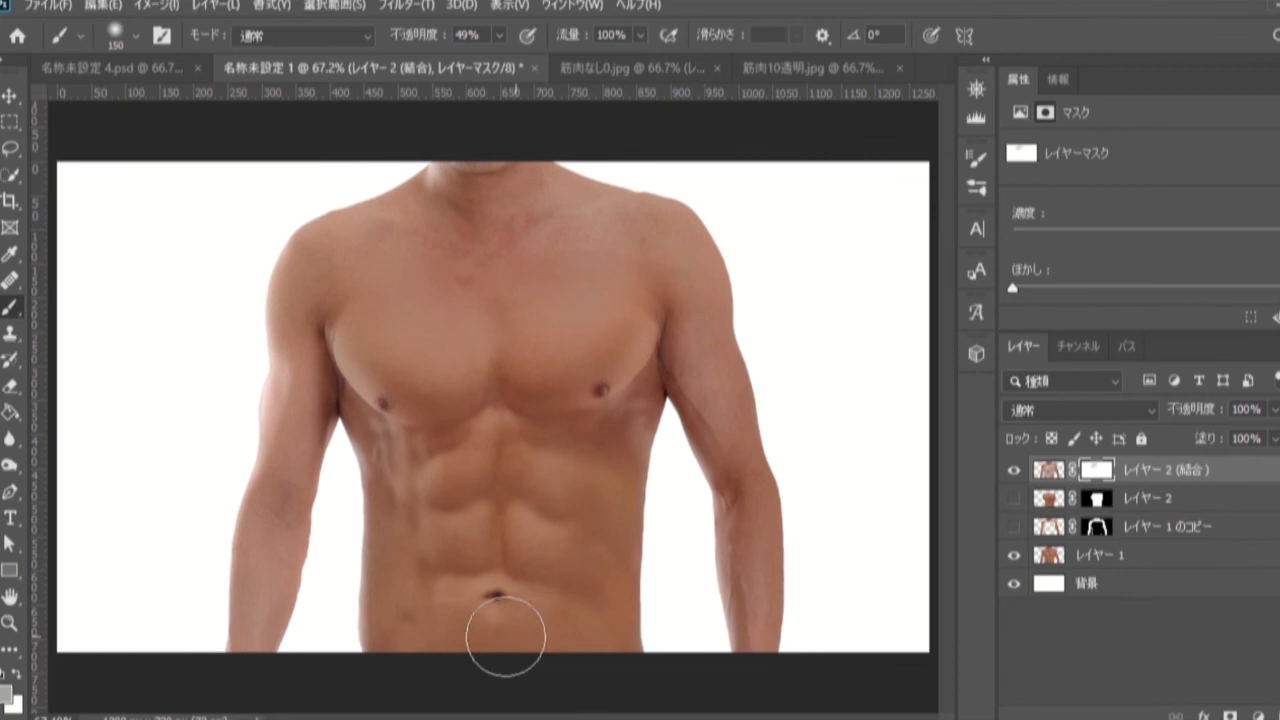 ファイル(F) 編集(E) イメージ(I) レイヤー(L) 書式(Y) 選択範囲(S) フィルター(T) 3D(D) 表示(V) ウィンドウ(W) ヘルプ(H)
150 モード： 通常 不透明度： 49% 流量： 100% 滑らかさ： 0°
名称未設定 4.psd @ 66.7... × 名称未設定 1 @ 67.2% (レイヤー 2 (結合), レイヤーマスク/8) * × 筋肉なし0.jpg @ 66.7% (レ... × 筋肉10透明.jpg @ 66.7%... ×
0 50 100 150 200 250 300 350 400 450 500 550 600 650 700 750 800 850 900 950 1000 1050 1100 1150 1200 1250
属性 情報
マスク
レイヤーマスク
濃度：
ぼかし：
レイヤー チャンネル パス
種類
通常 不透明度： 100%
ロック： 塗り： 100%
レイヤー 2 (結合)
レイヤー 2
レイヤー 1 のコピー
レイヤー 1
背景
fx